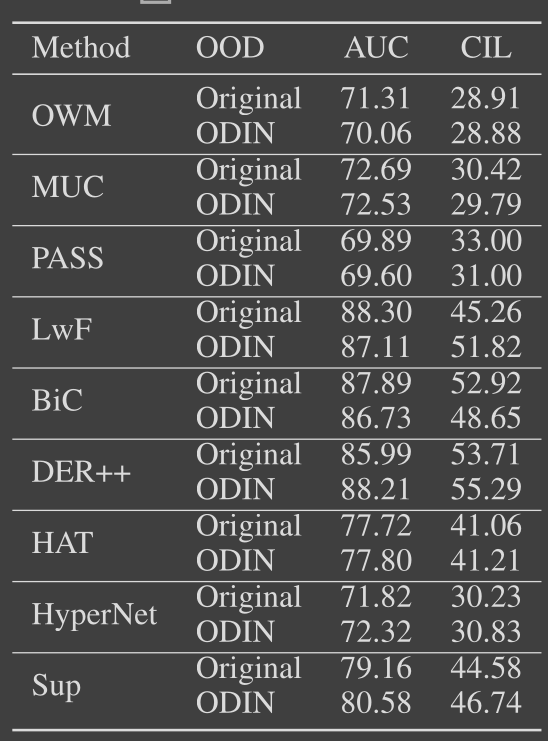 Method OOD AUC CIL
OWM Original 71.31 28.91
ODIN 70.06 28.88
MUC Original 72.69 30.42
ODIN 72.53 29.79
PASS Original 69.89 33.00
ODIN 69.60 31.00
LwF Original 88.30 45.26
ODIN 87.11 51.82
BiC Original 87.89 52.92
ODIN 86.73 48.65
DER++ Original 85.99 53.71
ODIN 88.21 55.29
HAT Original 77.72 41.06
ODIN 77.80 41.21
HyperNet Original 71.82 30.23
ODIN 72.32 30.83
Sup Original 79.16 44.58
ODIN 80.58 46.74